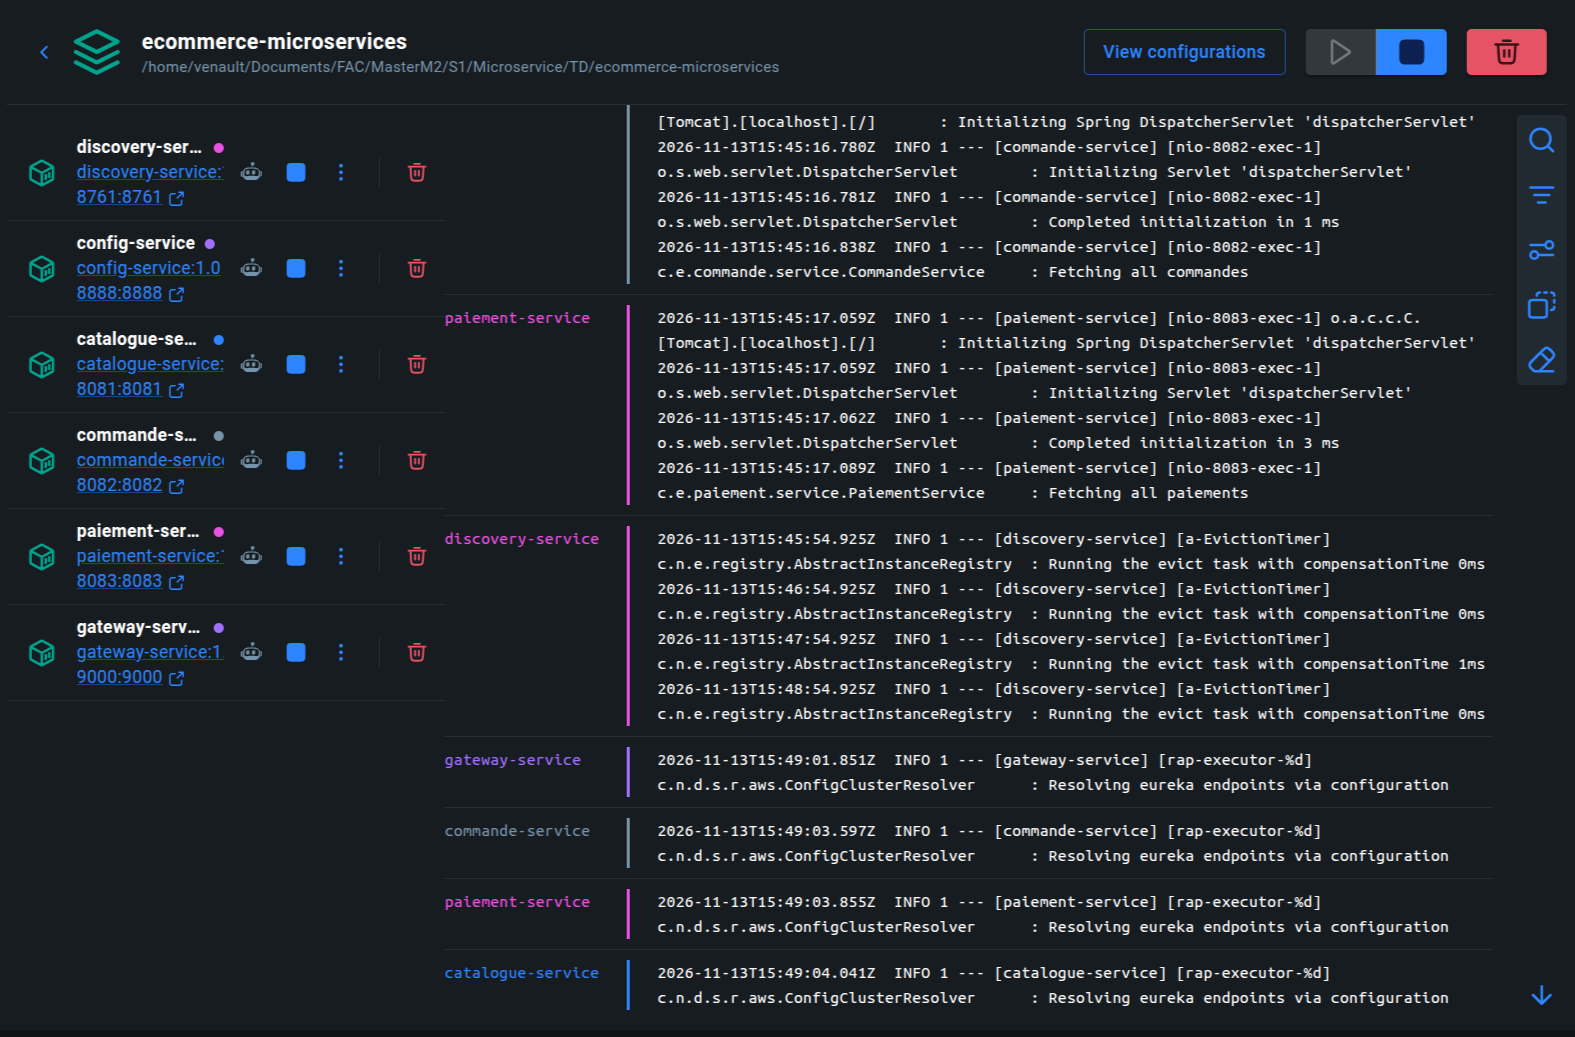 ecommerce-microservices
/home/venault/Documents/FAC/MasterM2/S1/Microservice/TD/ecommerce-microservices
View configurations
discovery-ser...
discovery-service:
8761:8761
config-service
config-service:1.0
8888:8888
catalogue-se...
catalogue-service:
8081:8081
commande-s...
commande-service
8082:8082
paiement-ser...
paiement-service:
8083:8083
gateway-serv...
gateway-service:1.
9000:9000
[Tomcat].[localhost].[/]       : Initializing Spring DispatcherServlet 'dispatcherServlet'
2026-11-13T15:45:16.780Z  INFO 1 --- [commande-service] [nio-8082-exec-1]
o.s.web.servlet.DispatcherServlet        : Initializing Servlet 'dispatcherServlet'
2026-11-13T15:45:16.781Z  INFO 1 --- [commande-service] [nio-8082-exec-1]
o.s.web.servlet.DispatcherServlet        : Completed initialization in 1 ms
2026-11-13T15:45:16.838Z  INFO 1 --- [commande-service] [nio-8082-exec-1]
c.e.commande.service.CommandeService     : Fetching all commandes
paiement-service
2026-11-13T15:45:17.059Z  INFO 1 --- [paiement-service] [nio-8083-exec-1] o.a.c.c.C.
[Tomcat].[localhost].[/]       : Initializing Spring DispatcherServlet 'dispatcherServlet'
2026-11-13T15:45:17.059Z  INFO 1 --- [paiement-service] [nio-8083-exec-1]
o.s.web.servlet.DispatcherServlet        : Initializing Servlet 'dispatcherServlet'
2026-11-13T15:45:17.062Z  INFO 1 --- [paiement-service] [nio-8083-exec-1]
o.s.web.servlet.DispatcherServlet        : Completed initialization in 3 ms
2026-11-13T15:45:17.089Z  INFO 1 --- [paiement-service] [nio-8083-exec-1]
c.e.paiement.service.PaiementService     : Fetching all paiements
discovery-service
2026-11-13T15:45:54.925Z  INFO 1 --- [discovery-service] [a-EvictionTimer]
c.n.e.registry.AbstractInstanceRegistry  : Running the evict task with compensationTime 0ms
2026-11-13T15:46:54.925Z  INFO 1 --- [discovery-service] [a-EvictionTimer]
c.n.e.registry.AbstractInstanceRegistry  : Running the evict task with compensationTime 0ms
2026-11-13T15:47:54.925Z  INFO 1 --- [discovery-service] [a-EvictionTimer]
c.n.e.registry.AbstractInstanceRegistry  : Running the evict task with compensationTime 1ms
2026-11-13T15:48:54.925Z  INFO 1 --- [discovery-service] [a-EvictionTimer]
c.n.e.registry.AbstractInstanceRegistry  : Running the evict task with compensationTime 0ms
gateway-service
2026-11-13T15:49:01.851Z  INFO 1 --- [gateway-service] [rap-executor-%d]
c.n.d.s.r.aws.ConfigClusterResolver      : Resolving eureka endpoints via configuration
commande-service
2026-11-13T15:49:03.597Z  INFO 1 --- [commande-service] [rap-executor-%d]
c.n.d.s.r.aws.ConfigClusterResolver      : Resolving eureka endpoints via configuration
paiement-service
2026-11-13T15:49:03.855Z  INFO 1 --- [paiement-service] [rap-executor-%d]
c.n.d.s.r.aws.ConfigClusterResolver      : Resolving eureka endpoints via configuration
catalogue-service
2026-11-13T15:49:04.041Z  INFO 1 --- [catalogue-service] [rap-executor-%d]
c.n.d.s.r.aws.ConfigClusterResolver      : Resolving eureka endpoints via configuration